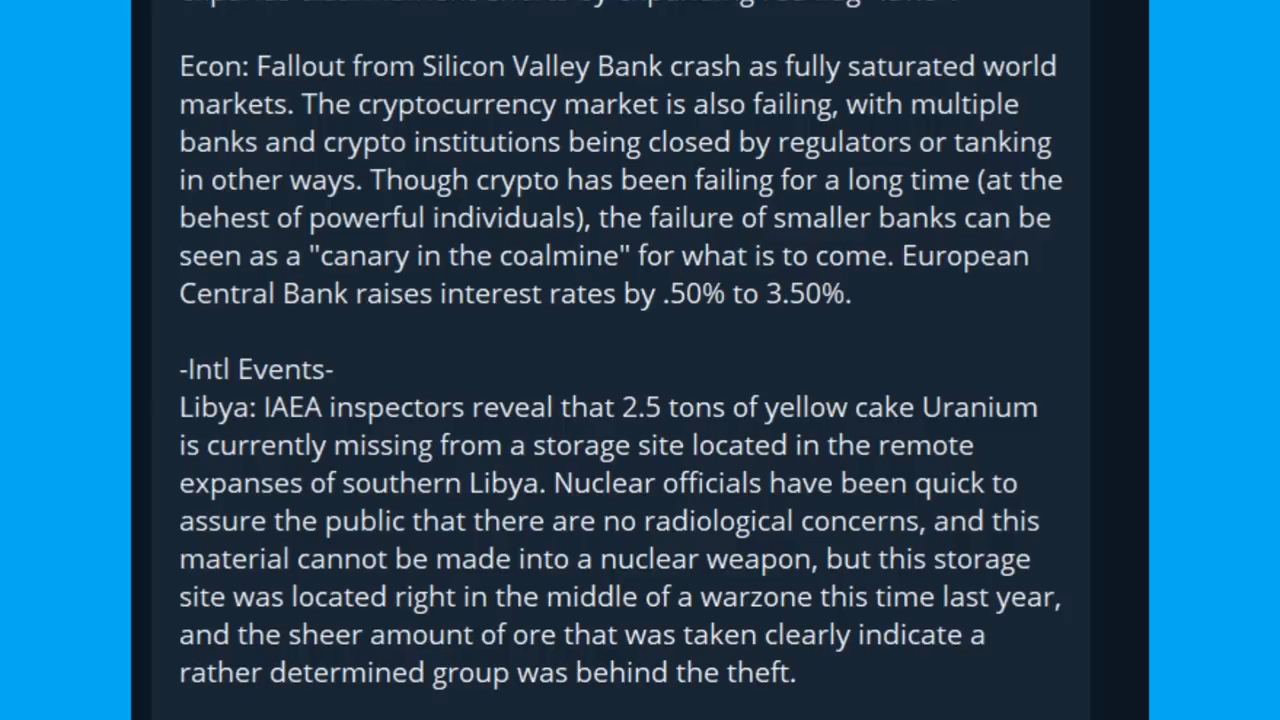 Econ: Fallout from Silicon Valley Bank crash as fully saturated world
markets. The cryptocurrency market is also failing, with multiple
banks and crypto institutions being closed by regulators or tanking
in other ways. Though crypto has been failing for a long time (at the
behest of powerful individuals), the failure of smaller banks can be
seen as a "canary in the coalmine" for what is to come. European
Central Bank raises interest rates by .50% to 3.50%.
-Intl Events-
Libya: IAEA inspectors reveal that 2.5 tons of yellow cake Uranium
is currently missing from a storage site located in the remote
expanses of southern Libya. Nuclear officials have been quick to
assure the public that there are no radiological concerns, and this
material cannot be made into a nuclear weapon, but this storage
site was located right in the middle of a warzone this time last year,
and the sheer amount of ore that was taken clearly indicate a
rather determined group was behind the theft.